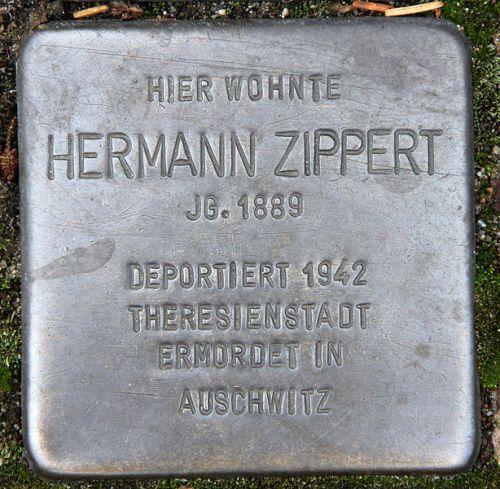 HIER WOHNTE
HERMANN ZIPPERT
JG. 1889
DEPORTIERT 1942
THERESIENSTADT
ERMORDET IN
AUSCHWITZ